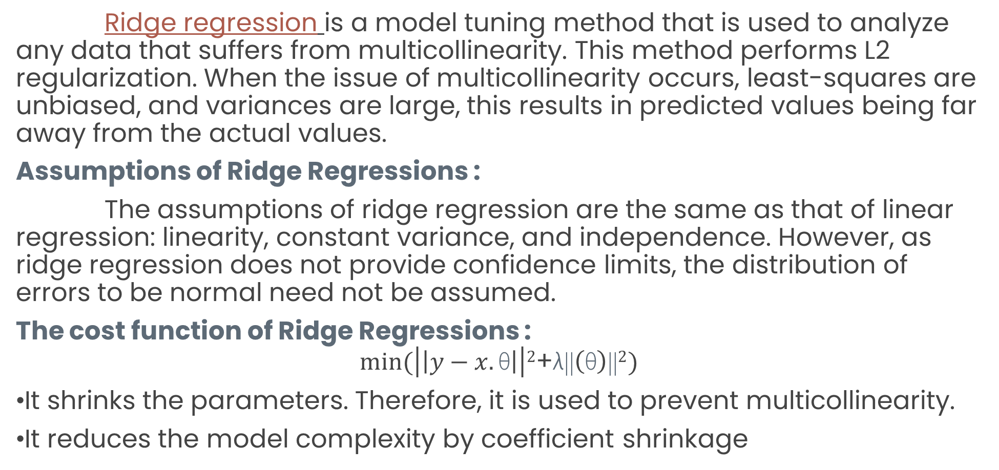 Ridge regression is a model tuning method that is used to analyze
any data that suffers from multicollinearity. This method performs L2
regularization. When the issue of multicollinearity occurs, least-squares are
unbiased, and variances are large, this results in predicted values being far
away from the actual values.
Assumptions of Ridge Regressions :
The assumptions of ridge regression are the same as that of linear
regression: linearity, constant variance, and independence. However, as
ridge regression does not provide confidence limits, the distribution of
errors to be normal need not be assumed.
The cost function of Ridge Regressions :
min(||y − x. θ||²+λ||(θ)||²)
•It shrinks the parameters. Therefore, it is used to prevent multicollinearity.
•It reduces the model complexity by coefficient shrinkage